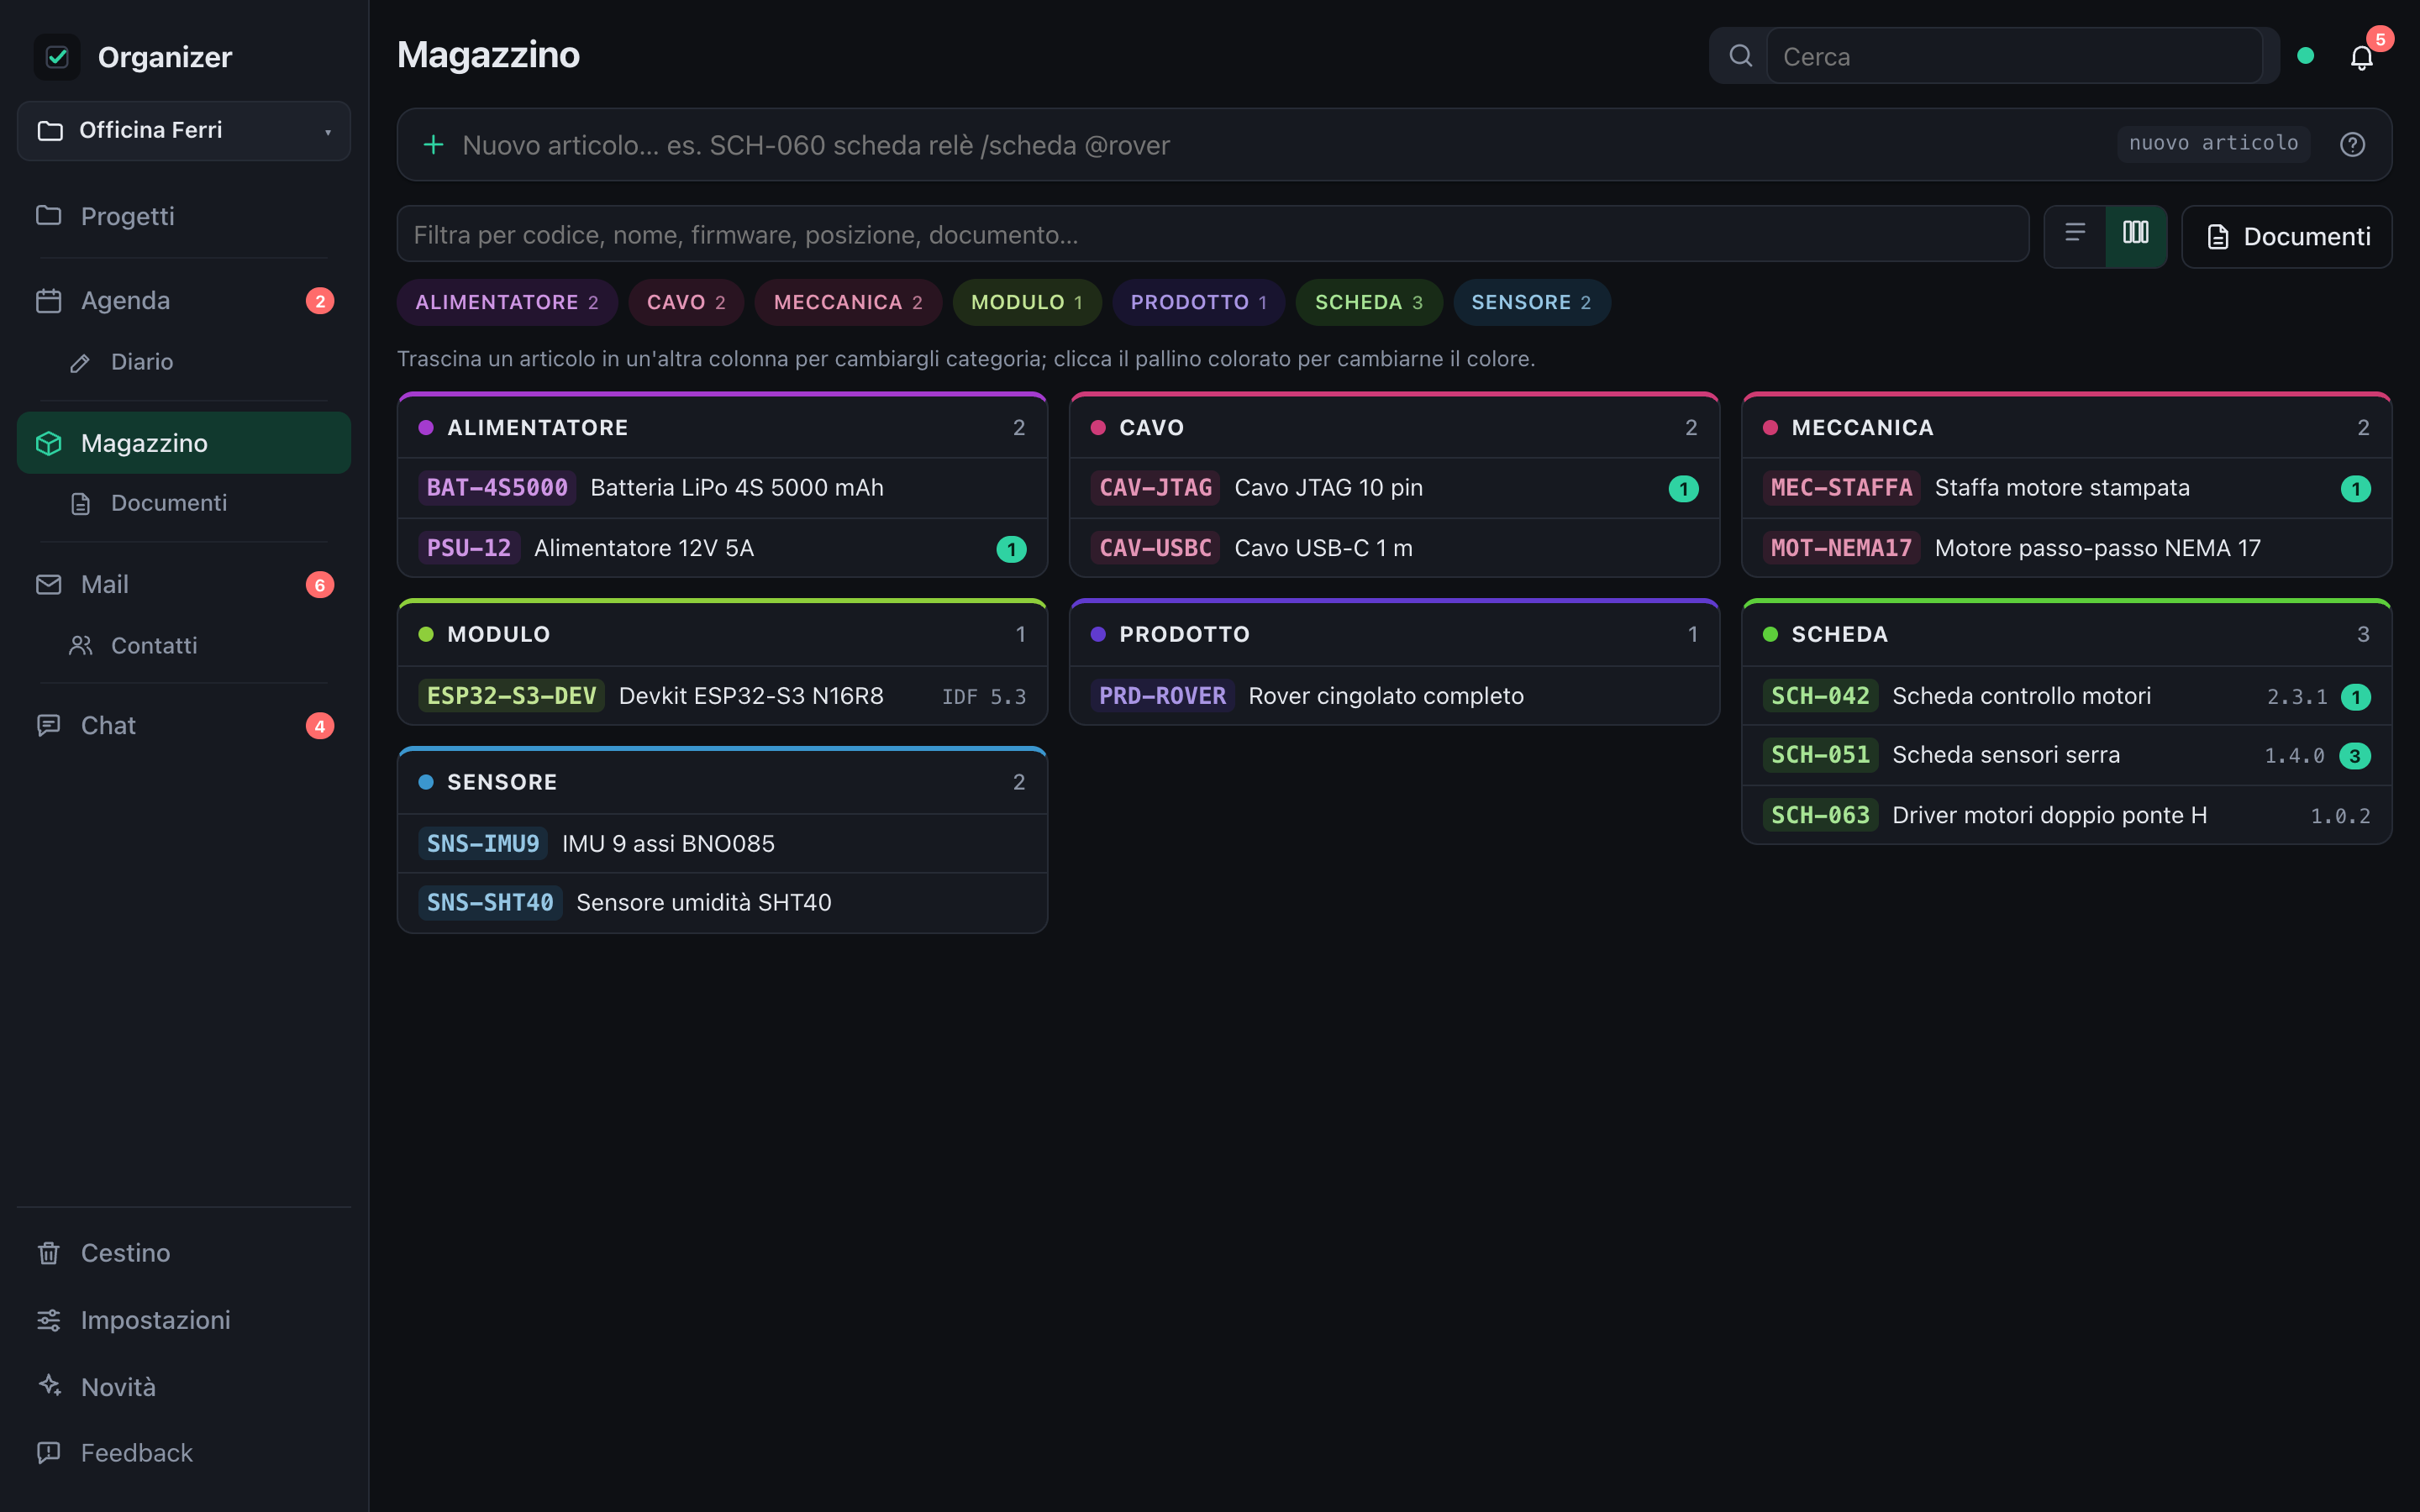 Organizer
Officina Ferri
Progetti
Agenda 2
Diario
Magazzino
Documenti
Mail 6
Contatti
Chat 4
Cestino
Impostazioni
Novità
Feedback
Magazzino
Cerca
5
Nuovo articolo... es. SCH-060 scheda relè /scheda @rover
nuovo articolo
Filtra per codice, nome, firmware, posizione, documento...
Documenti
ALIMENTATORE 2 CAVO 2 MECCANICA 2 MODULO 1 PRODOTTO 1 SCHEDA 3 SENSORE 2
Trascina un articolo in un'altra colonna per cambiargli categoria; clicca il pallino colorato per cambiarne il colore.
ALIMENTATORE 2
BAT-4S5000 Batteria LiPo 4S 5000 mAh
PSU-12 Alimentatore 12V 5A 1
CAVO 2
CAV-JTAG Cavo JTAG 10 pin 1
CAV-USBC Cavo USB-C 1 m
MECCANICA 2
MEC-STAFFA Staffa motore stampata 1
MOT-NEMA17 Motore passo-passo NEMA 17
MODULO 1
ESP32-S3-DEV Devkit ESP32-S3 N16R8 IDF 5.3
PRODOTTO 1
PRD-ROVER Rover cingolato completo
SCHEDA 3
SCH-042 Scheda controllo motori 2.3.1 1
SCH-051 Scheda sensori serra 1.4.0 3
SCH-063 Driver motori doppio ponte H 1.0.2
SENSORE 2
SNS-IMU9 IMU 9 assi BNO085
SNS-SHT40 Sensore umidità SHT40